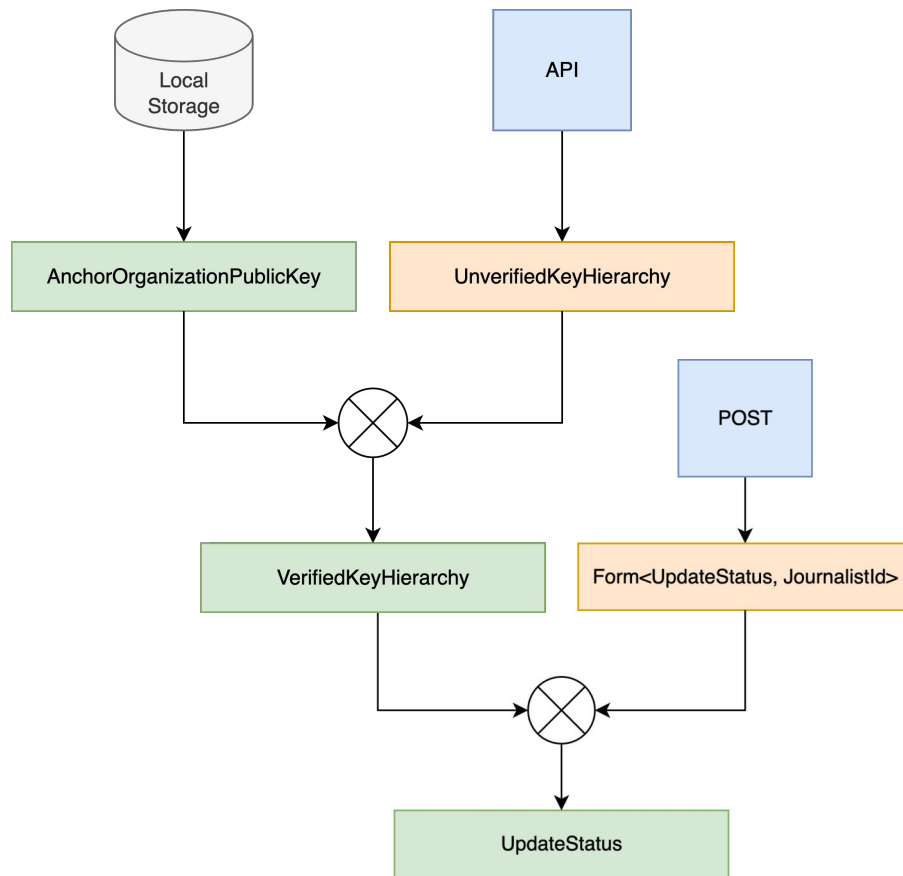 Local
Storage
API
AnchorOrganizationPublicKey
UnverifiedKeyHierarchy
POST
VerifiedKeyHierarchy
Form<UpdateStatus, JournalistId>
UpdateStatus